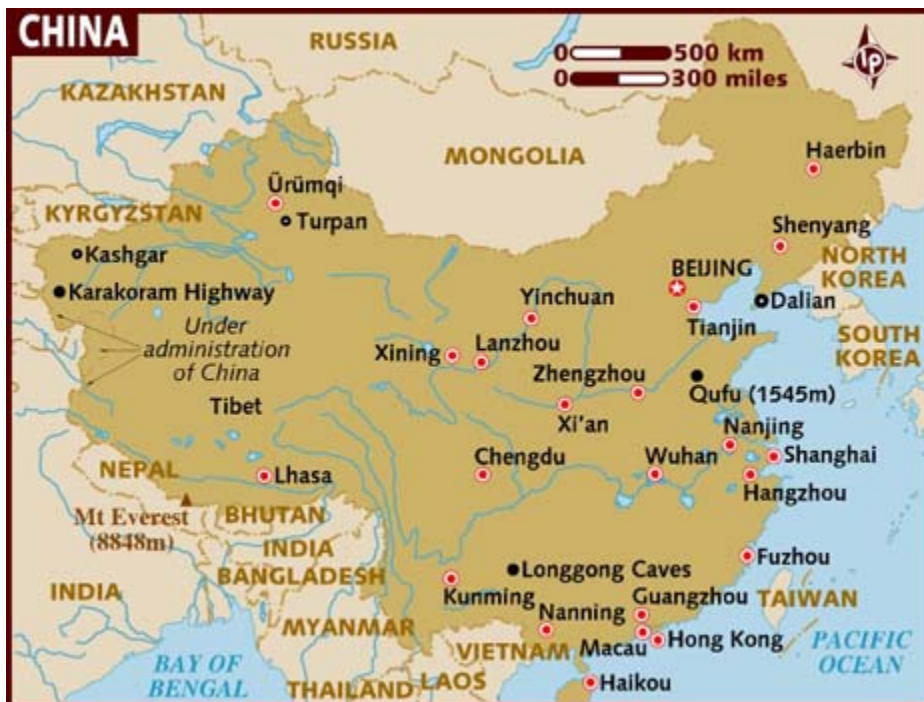 CHINA
RUSSIA
0 500 km
0 300 miles
lp
KAZAKHSTAN
MONGOLIA
Haerbin
Ürümqi
KYRGYZSTAN
Turpan
Shenyang
Kashgar
BEIJING
NORTH
KOREA
Karakoram Highway
Yinchuan
Dalian
Tianjin
Under
administration
of China
Xining
Lanzhou
SOUTH
KOREA
Zhengzhou
Qufu (1545m)
Tibet
Xi'an
Nanjing
Chengdu
Wuhan
Shanghai
NEPAL
Lhasa
Hangzhou
Mt Everest
(8848m)
BHUTAN
INDIA
Fuzhou
BANGLADESH
Longgong Caves
INDIA
Kunming
Guangzhou
TAIWAN
Nanning
MYANMAR
VIETNAM
Macau
Hong Kong
PACIFIC
OCEAN
BAY OF
BENGAL
THAILAND
LAOS
Haikou